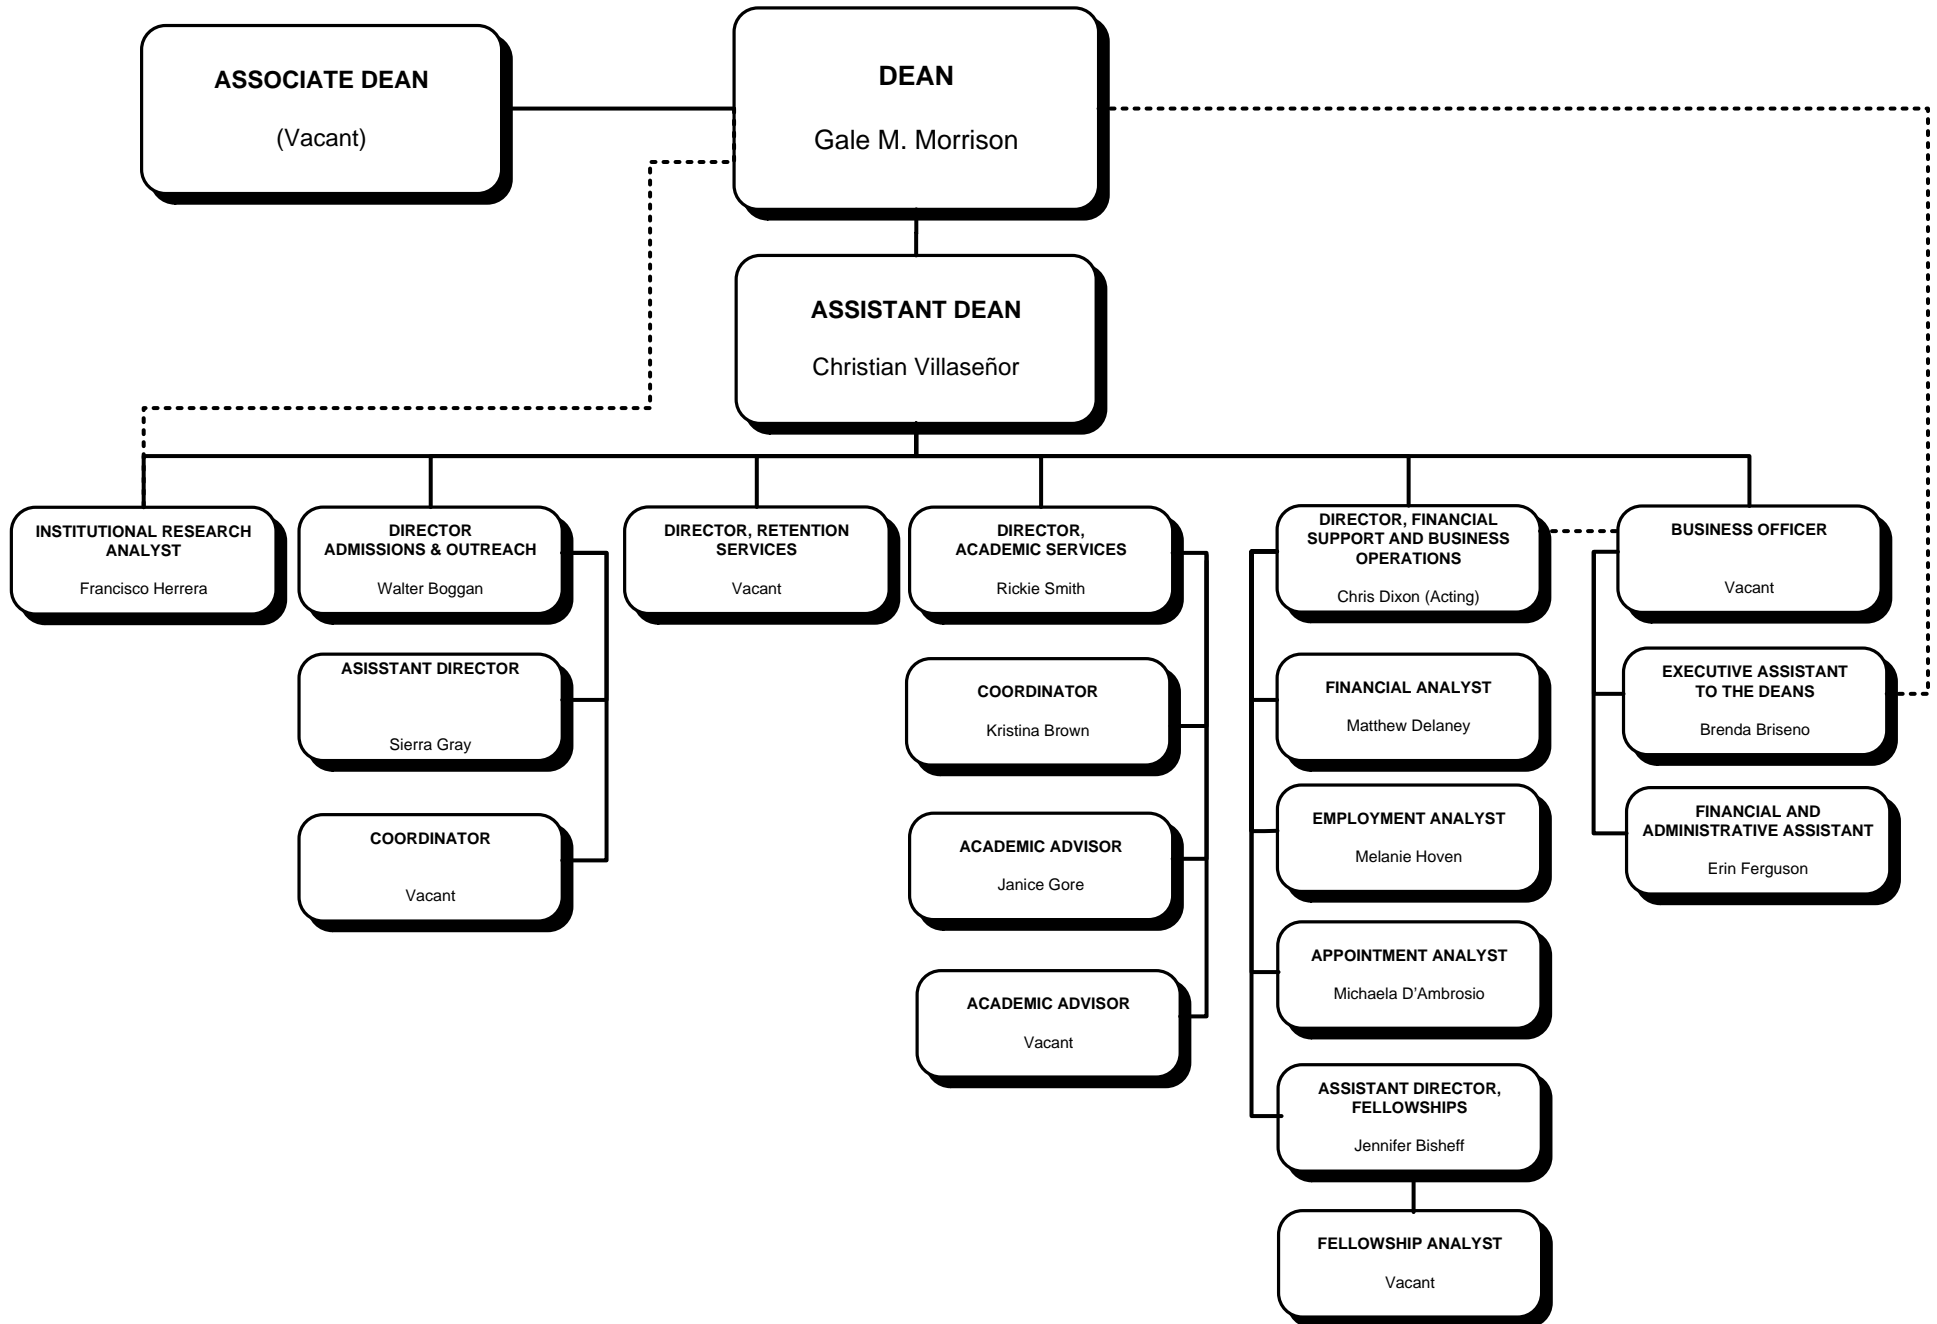 ASSOCIATE DEAN
(Vacant)
DEAN
Gale M. Morrison
ASSISTANT DEAN
Christian Villaseñor
INSTITUTIONAL RESEARCH
ANALYST
Francisco Herrera
DIRECTOR
ADMISSIONS & OUTREACH
Walter Boggan
DIRECTOR, RETENTION
SERVICES
Vacant
DIRECTOR,
ACADEMIC SERVICES
Rickie Smith
DIRECTOR, FINANCIAL
SUPPORT AND BUSINESS
OPERATIONS
Chris Dixon (Acting)
BUSINESS OFFICER
Vacant
ASISSTANT DIRECTOR
Sierra Gray
COORDINATOR
Vacant
COORDINATOR
Kristina Brown
ACADEMIC ADVISOR
Janice Gore
ACADEMIC ADVISOR
Vacant
FINANCIAL ANALYST
Matthew Delaney
EMPLOYMENT ANALYST
Melanie Hoven
APPOINTMENT ANALYST
Michaela D’Ambrosio
ASSISTANT DIRECTOR,
FELLOWSHIPS
Jennifer Bisheff
FELLOWSHIP ANALYST
Vacant
EXECUTIVE ASSISTANT
TO THE DEANS
Brenda Briseno
FINANCIAL AND
ADMINISTRATIVE ASSISTANT
Erin Ferguson